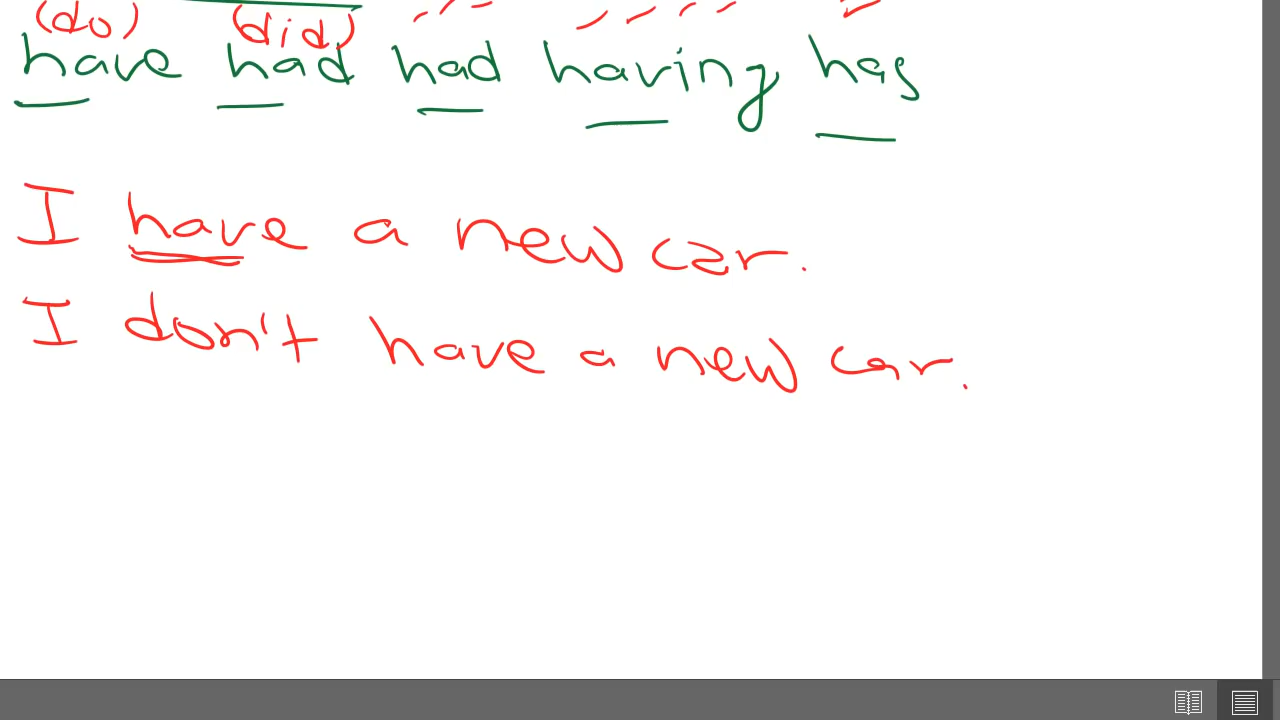 (do) (did)
have had had having has
I have a new car.
I don't have a new car.